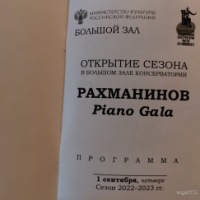 МИНИСТЕРСТВО КУЛЬТУРЫ
РОССИЙСКОЙ ФЕДЕРАЦИИ
БОЛЬШОЙ ЗАЛ
ОТКРЫТИЕ СЕЗОНА
В БОЛЬШОМ ЗАЛЕ КОНСЕРВАТОРИИ
РАХМАНИНОВ
Piano Gala
ПРОГРАММА
1 сентября, четверг
Сезон 2022–2023 гг.